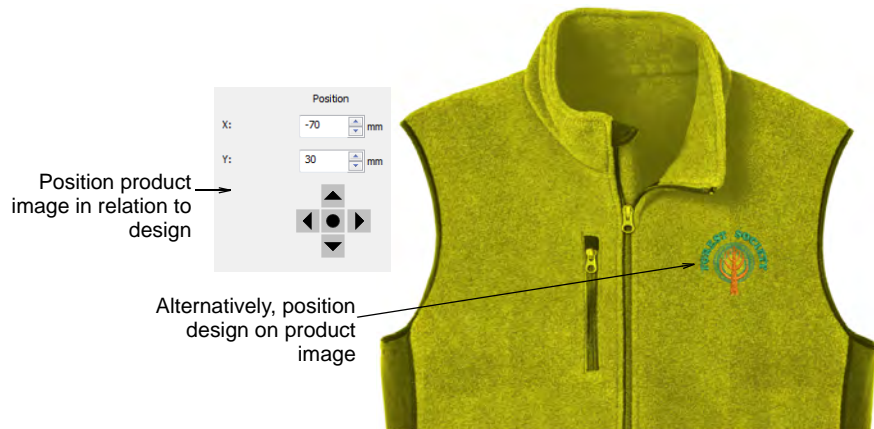 Position
X:
-70
mm
Y:
30
mm
Position product
image in relation to
design
Alternatively, position
design on product
image